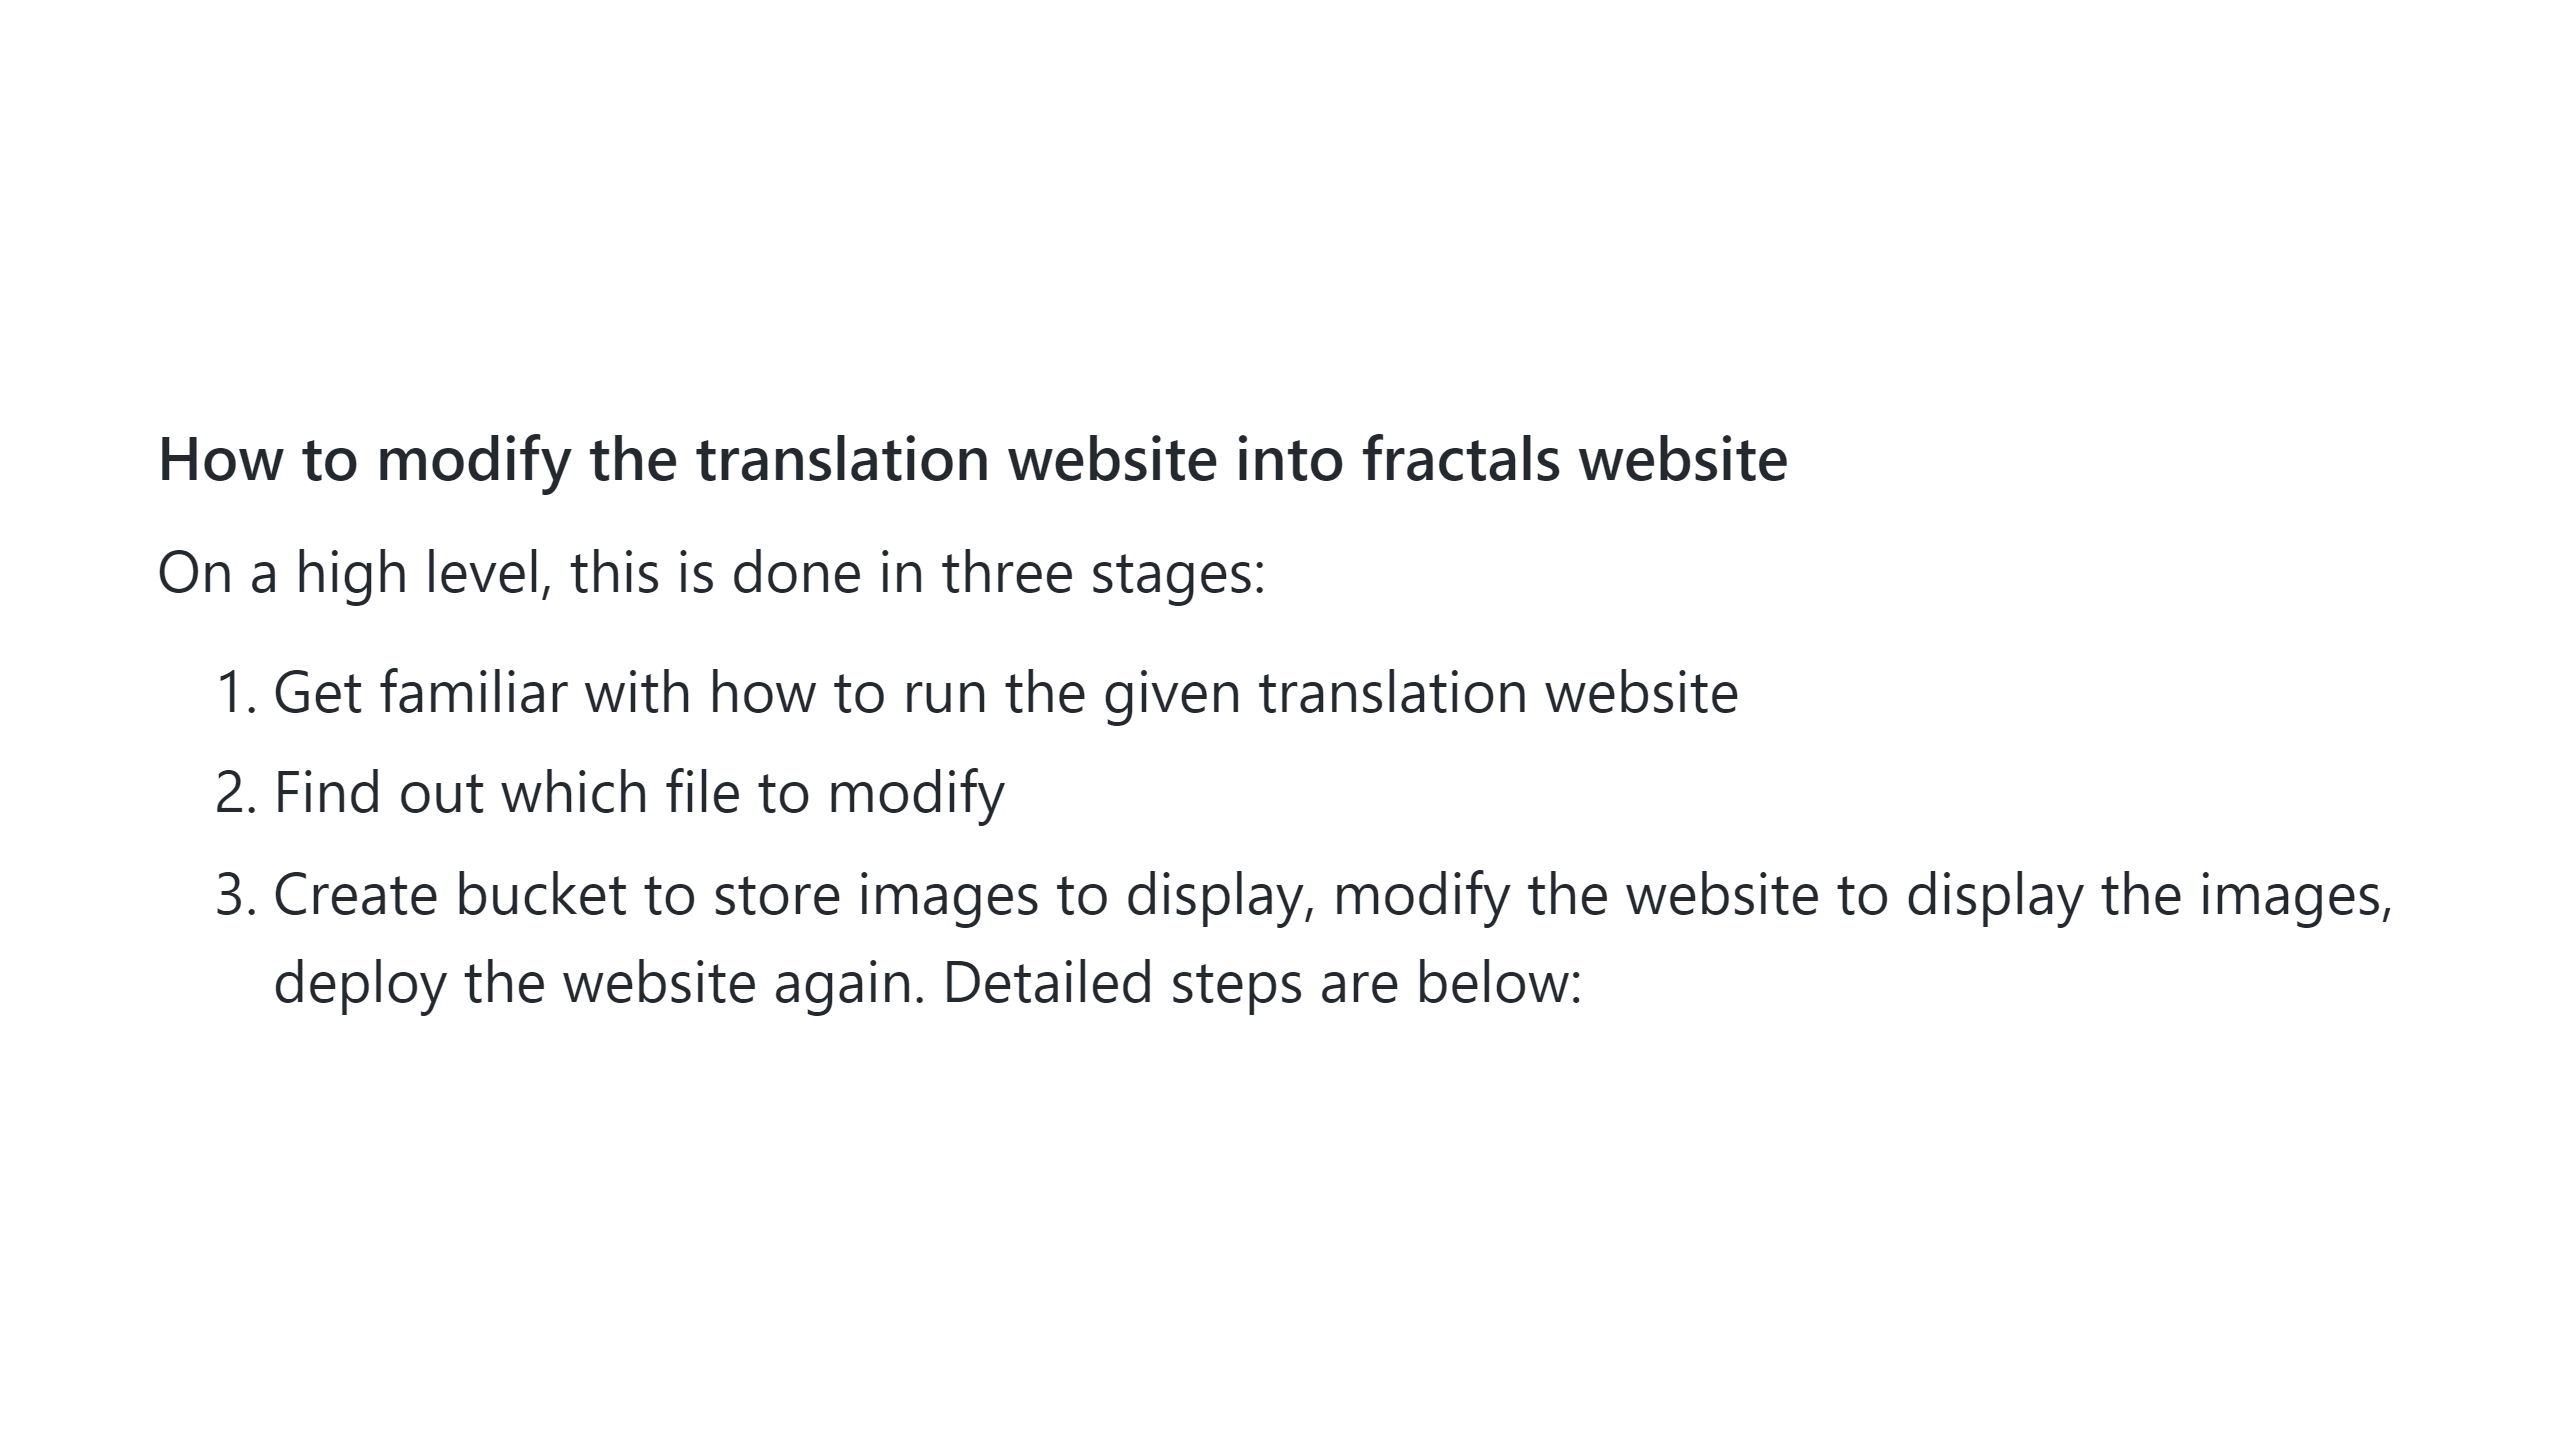 How to modify the translation website into fractals website
On a high level, this is done in three stages:
1. Get familiar with how to run the given translation website
2. Find out which file to modify
3. Create bucket to store images to display, modify the website to display the images,
deploy the website again. Detailed steps are below: